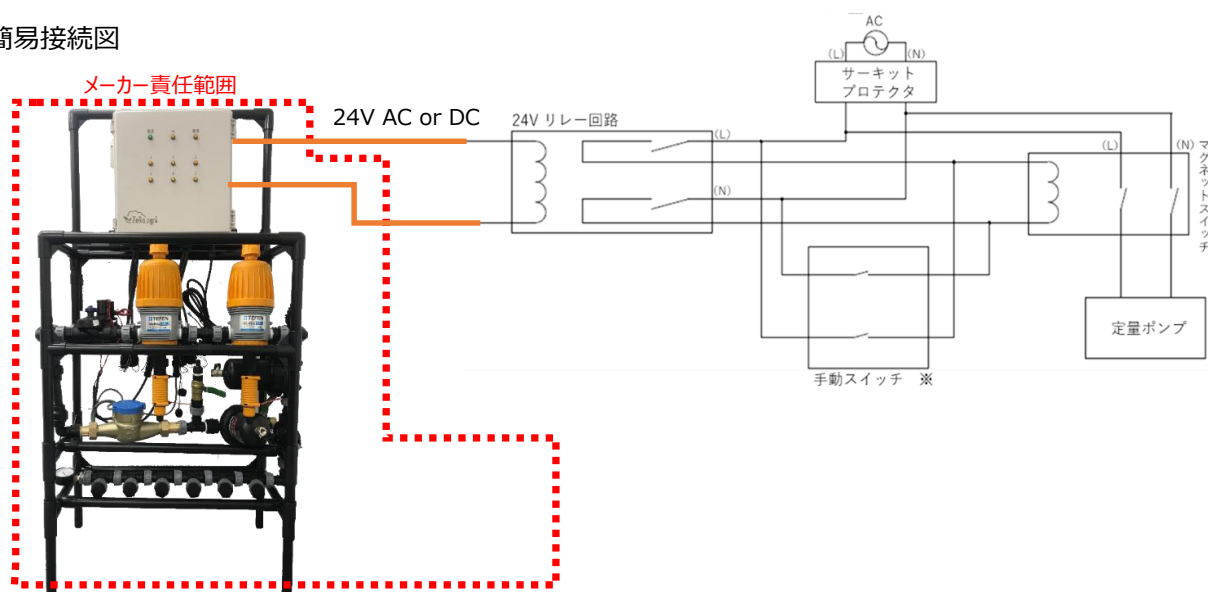 簡易接続図
メーカー責任範囲
24V AC or DC
24V リレー回路
(L)
(N)
AC
(L)
(N)
サーキット
プロテクタ
(L)
(N)
マグネットスイッチ
定量ポンプ
手動スイッチ ※
TEFEN